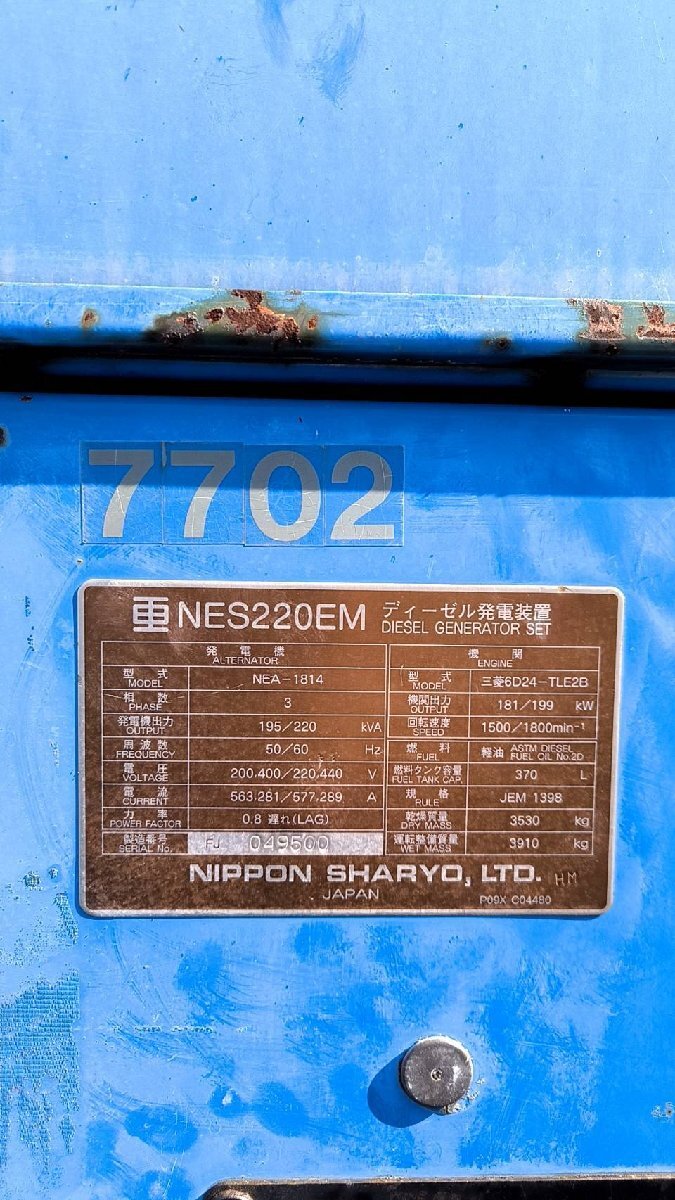 7702
NES220EM ディーゼル発電装置
DIESEL GENERATOR SET
発電機
ALTERNATOR
型式 MODEL NEA-1814
相数 PHASE 3
発電機出力 OUTPUT 195/220 kVA
周波数 FREQUENCY 50/60 Hz
電圧 VOLTAGE 200,400/220,440 V
電流 CURRENT 563,281/577,289 A
力率 POWER FACTOR 0.8 遅れ(LAG)
製造番号 SERIAL No. FJ 049500
機関
ENGINE
型式 MODEL 三菱6D24-TLE2B
機関出力 OUTPUT 181/199 kW
回転速度 SPEED 1500/1800min-1
燃料 FUEL 軽油 ASTM DIESEL FUEL OIL No.2D
燃料タンク容量 FUEL TANK CAP. 370 L
規格 RULE JEM 1398
乾燥質量 DRY MASS 3530 kg
運転整備質量 WET MASS 3910 kg
NIPPON SHARYO, LTD. HM
JAPAN
P09X C04480